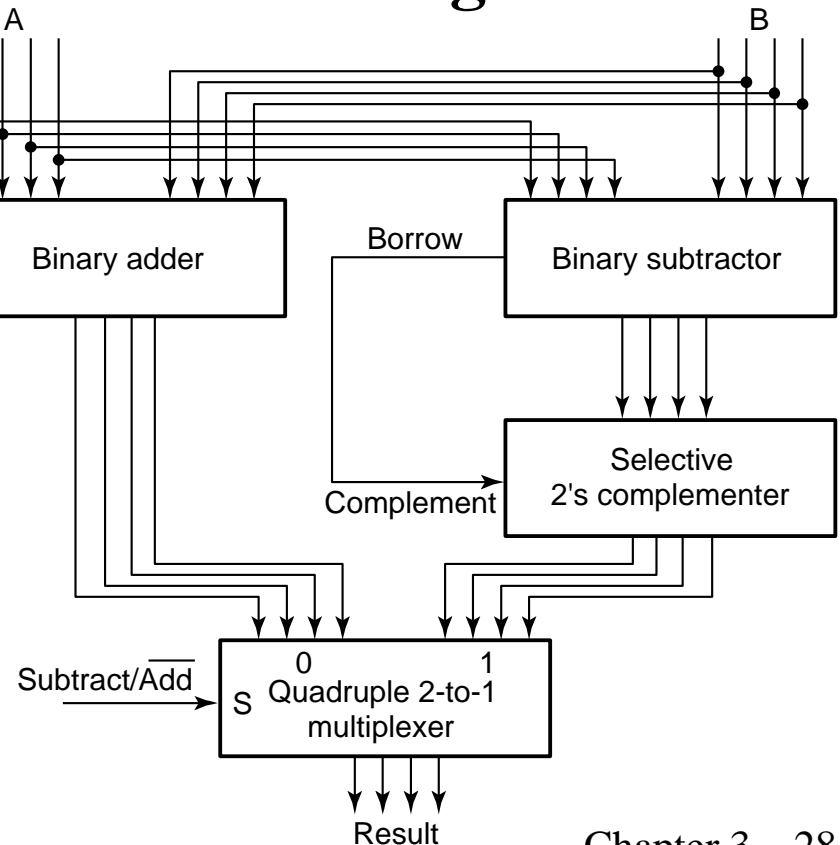 A
B
Binary adder
Borrow
Binary subtractor
Selective
2's complementer
Complement
0 1
Subtract/Add
S Quadruple 2-to-1
multiplexer
Result
Chapter 3 28